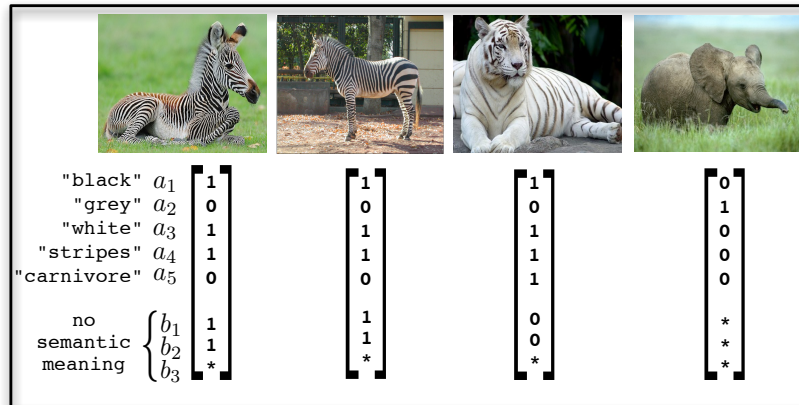 "black" a₁ 1 1 1 0
"grey" a₂ 0 0 0 1
"white" a₃ 1 1 1 0
"stripes" a₄ 1 1 1 0
"carnivore" a₅ 0 0 1 0
no b₁ 1 1 0 *
semantic b₂ 1 1 0 *
meaning b₃ * * * *